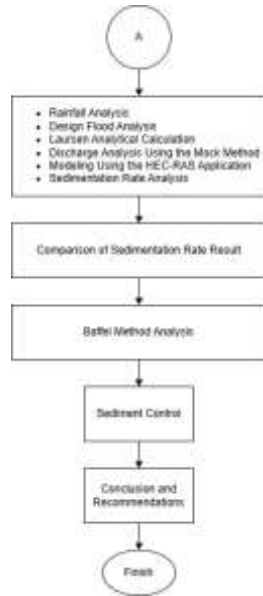 A
• Rainfall Analysis
• Design Flood Analysis
• Laursen Analytical Calculation
• Discharge Analysis Using the Mock Method
• Modeling Using the HEC-RAS Application
• Sedimentation Rate Analysis
Comparison of Sedimentation Rate Result
Baffel Method Analysis
Sediment Control
Conclusion and
Recommendations
Finish